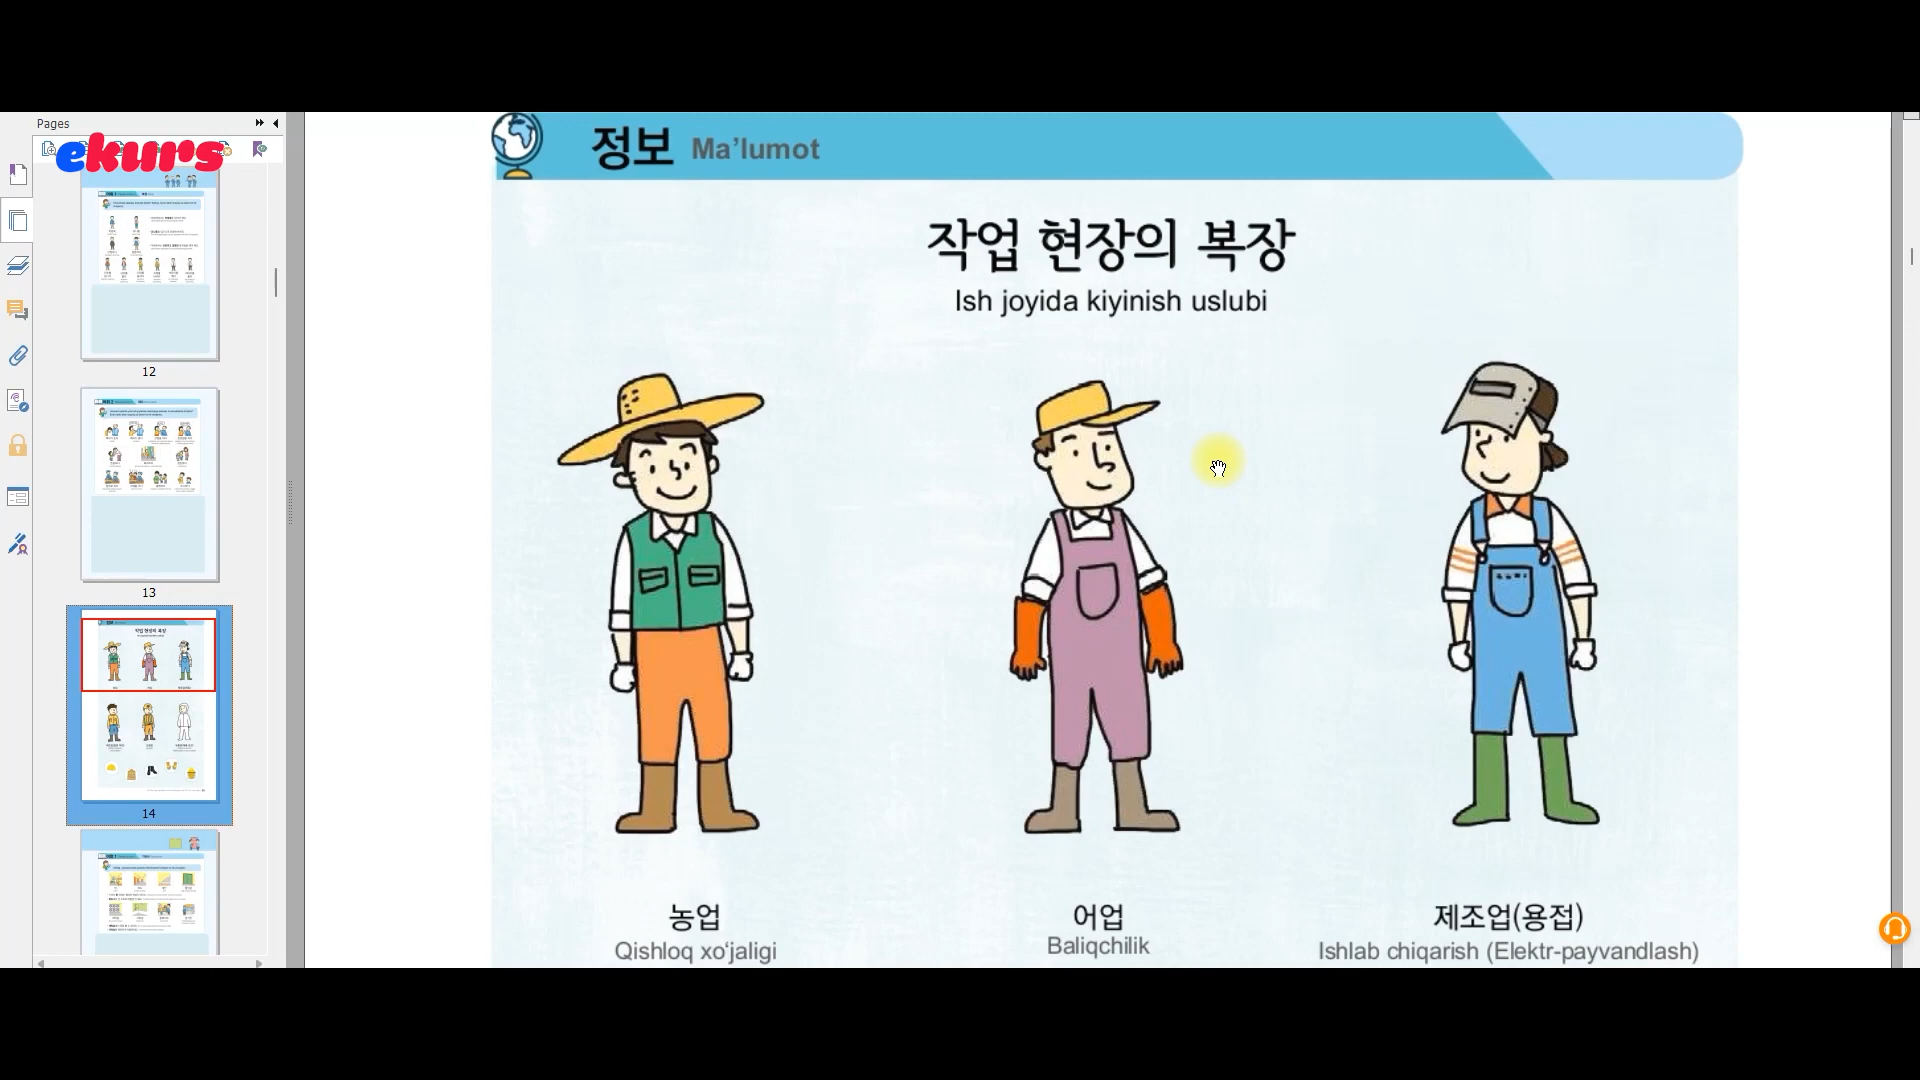 Pages
ekurs
12
13
14
정보 Ma’lumot
작업 현장의 복장
Ish joyida kiyinish uslubi
농업
Qishloq xo‘jaligi
어업
Baliqchilik
제조업(용접)
Ishlab chiqarish (Elektr-payvandlash)